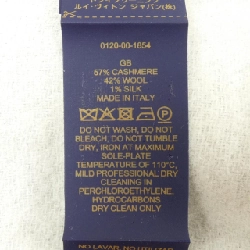 ルイ・ヴィトン ジャパン(株)
0120-00-1854
GB
57% CASHMERE
42% WOOL
1% SILK
MADE IN ITALY
DO NOT WASH, DO NOT
BLEACH, DO NOT TUMBLE
DRY, IRON AT MAXIMUM
SOLE-PLATE
TEMPERATURE OF 110°C,
MILD PROFESSIONAL DRY
CLEANING IN
PERCHLOROETHYLENE,
HYDROCARBONS
DRY CLEAN ONLY